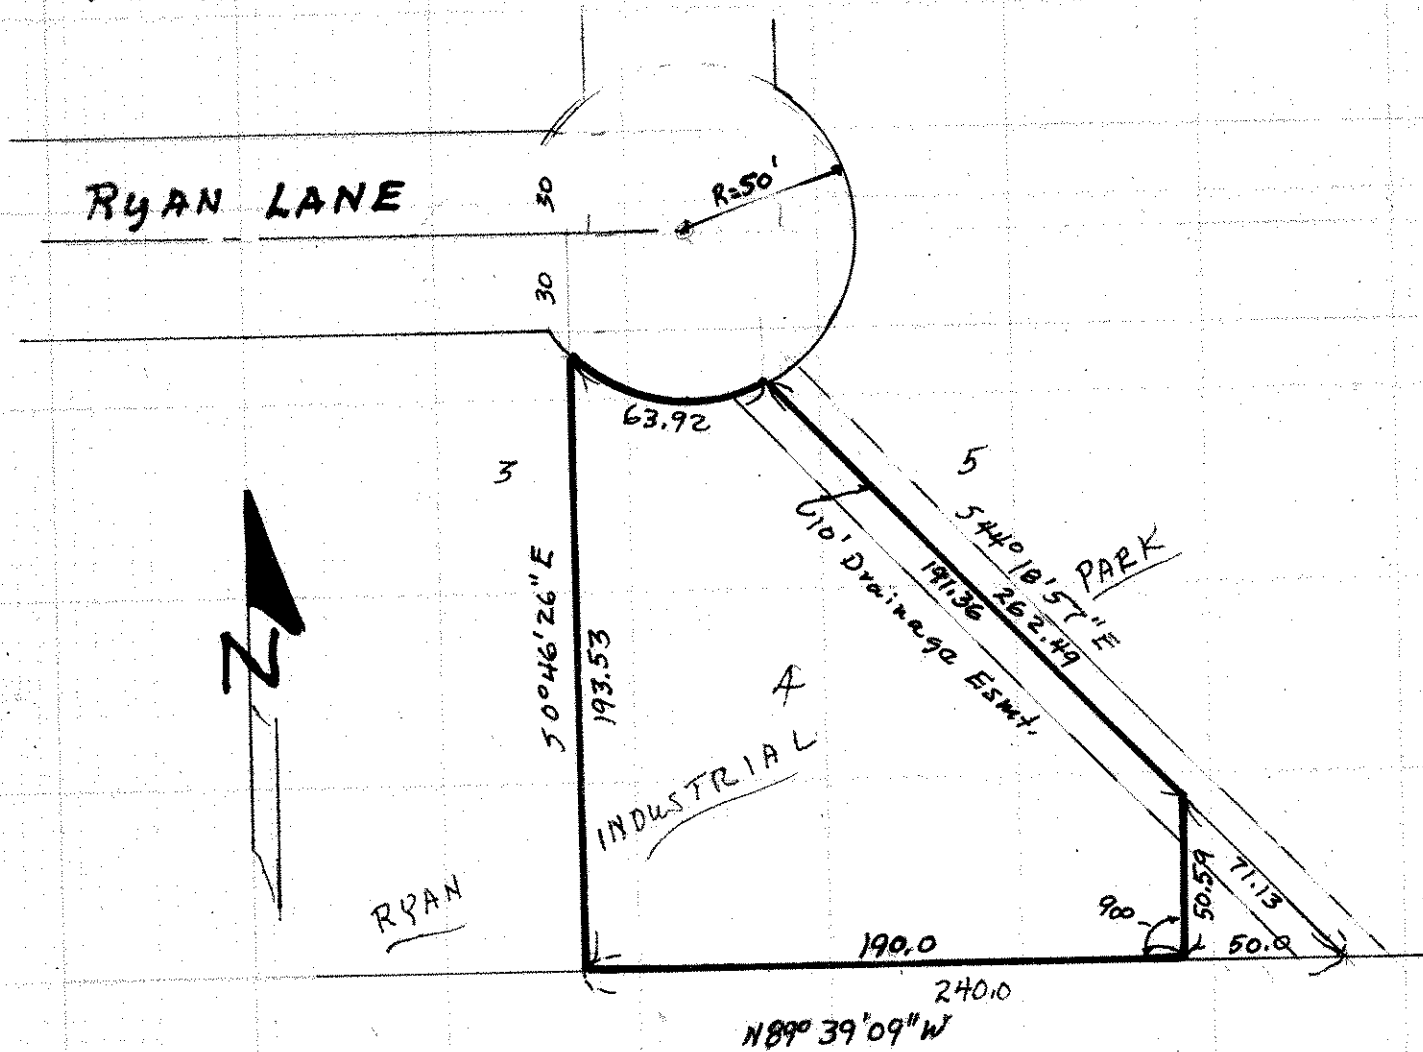 RYAN LANE
30
30
R=50'
63.92
3
5
S44°18'57"E
PARK
10' Drainage Esmt.
191.36
262.49
S0°46'26"E
193.53
4
INDUSTRIAL
N
RYAN
90°
50.59
71.13
190.0
50.0
240.0
N89°39'09"W